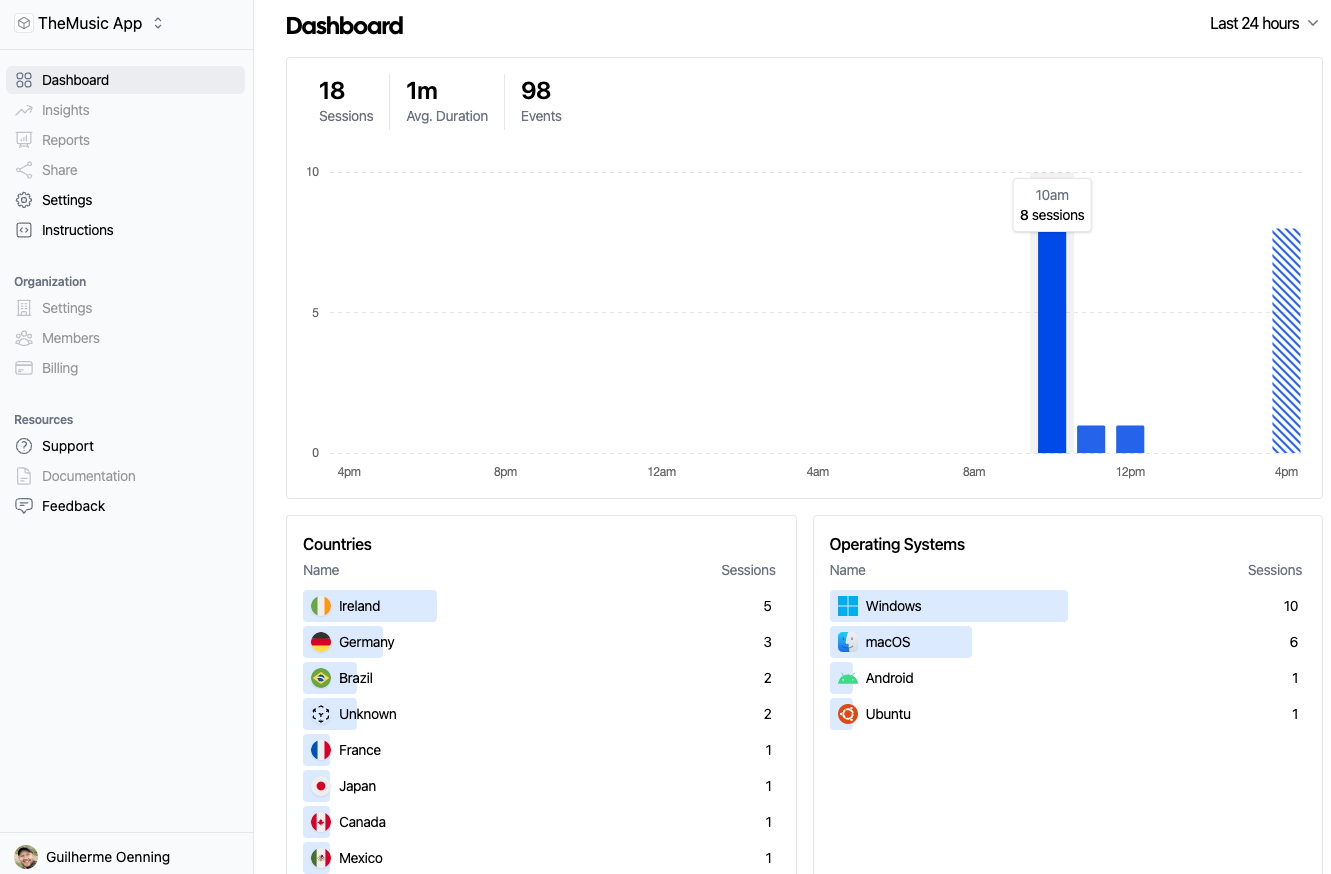 TheMusic App
Dashboard
Insights
Reports
Share
Settings
Instructions
Organization
Settings
Members
Billing
Resources
Support
Documentation
Feedback
Guilherme Oenning
Dashboard
Last 24 hours
18 1m 98
Sessions Avg. Duration Events
10
10am
8 sessions
5
0
4pm 8pm 12am 4am 8am 12pm 4pm
Countries
Name Sessions
Ireland 5
Germany 3
Brazil 2
Unknown 2
France 1
Japan 1
Canada 1
Mexico 1
Operating Systems
Name Sessions
Windows 10
macOS 6
Android 1
Ubuntu 1